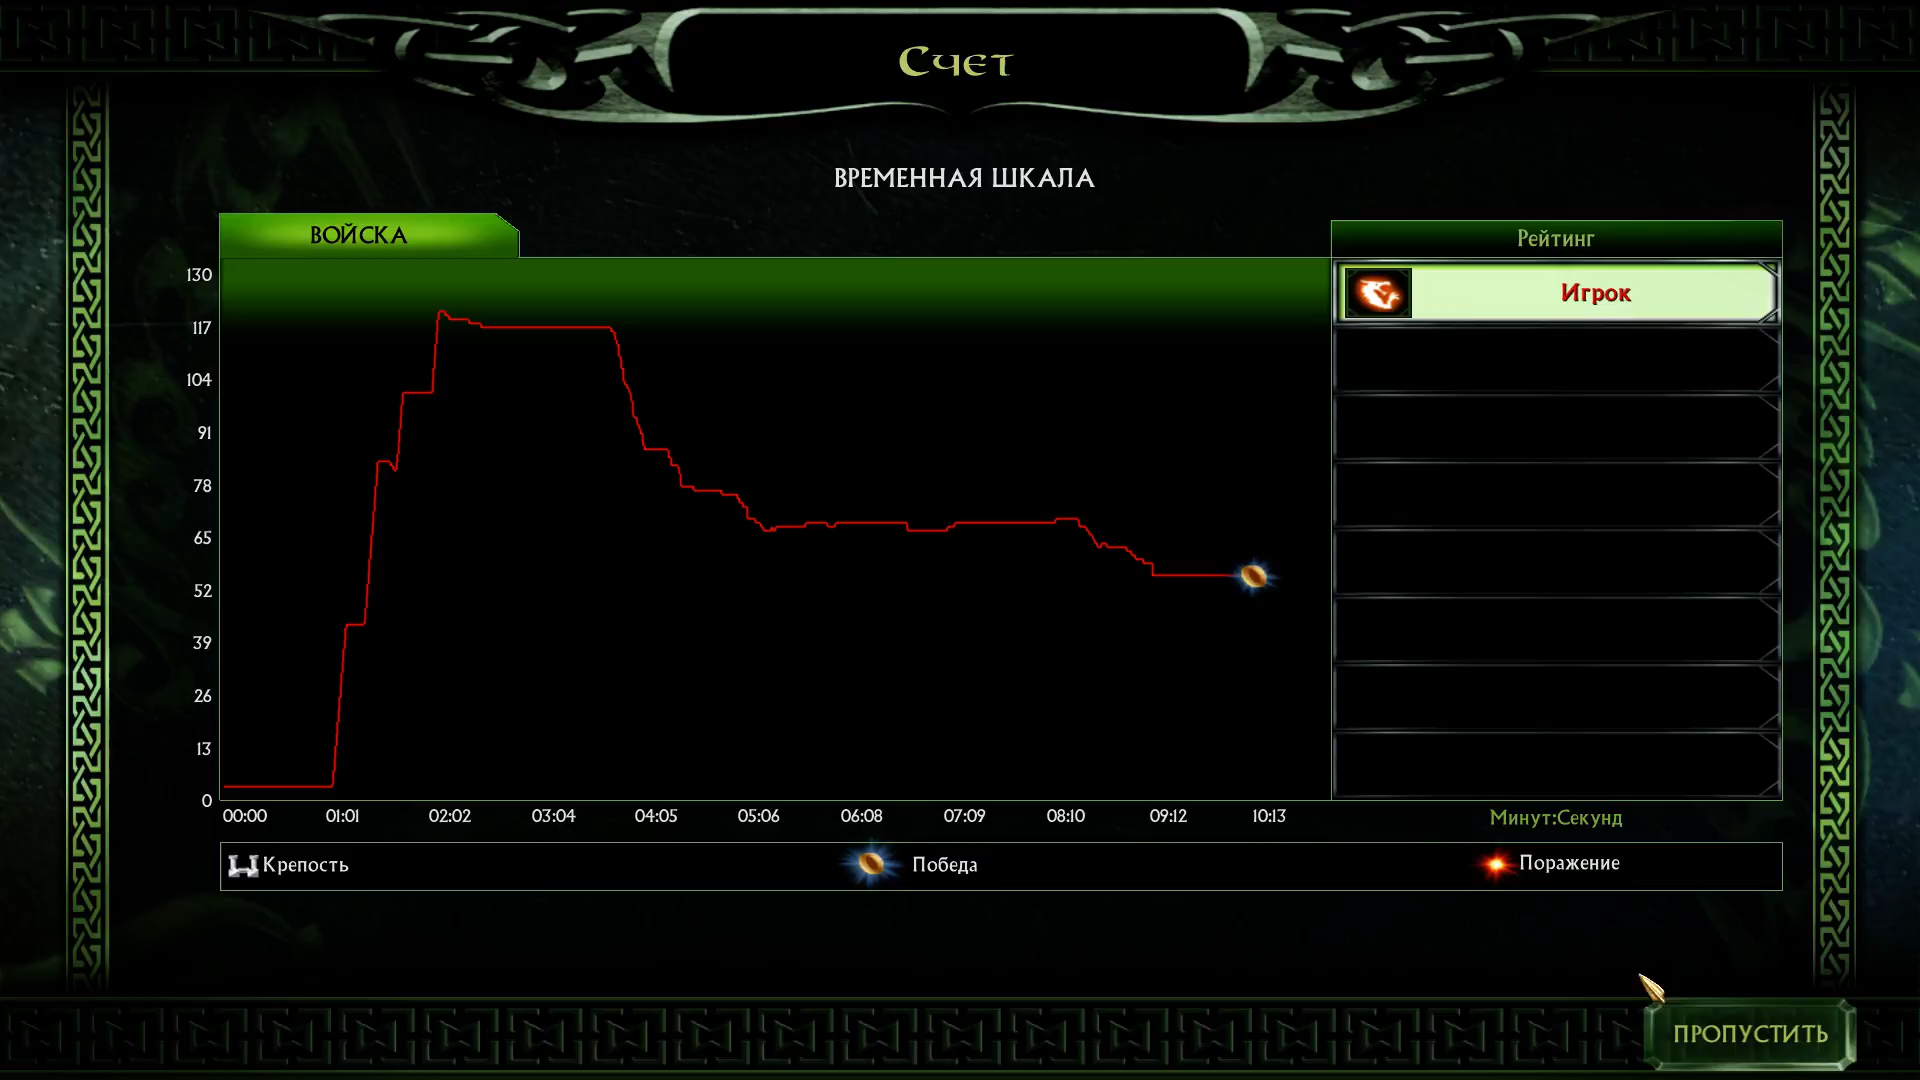 Счет
ВРЕМЕННАЯ ШКАЛА
ВОЙСКА
Рейтинг
Игрок
130
117
104
91
78
65
52
39
26
13
0
00:00 01:01 02:02 03:04 04:05 05:06 06:08 07:09 08:10 09:12 10:13
Минут:Секунд
Крепость Победа Поражение
ПРОПУСТИТЬ